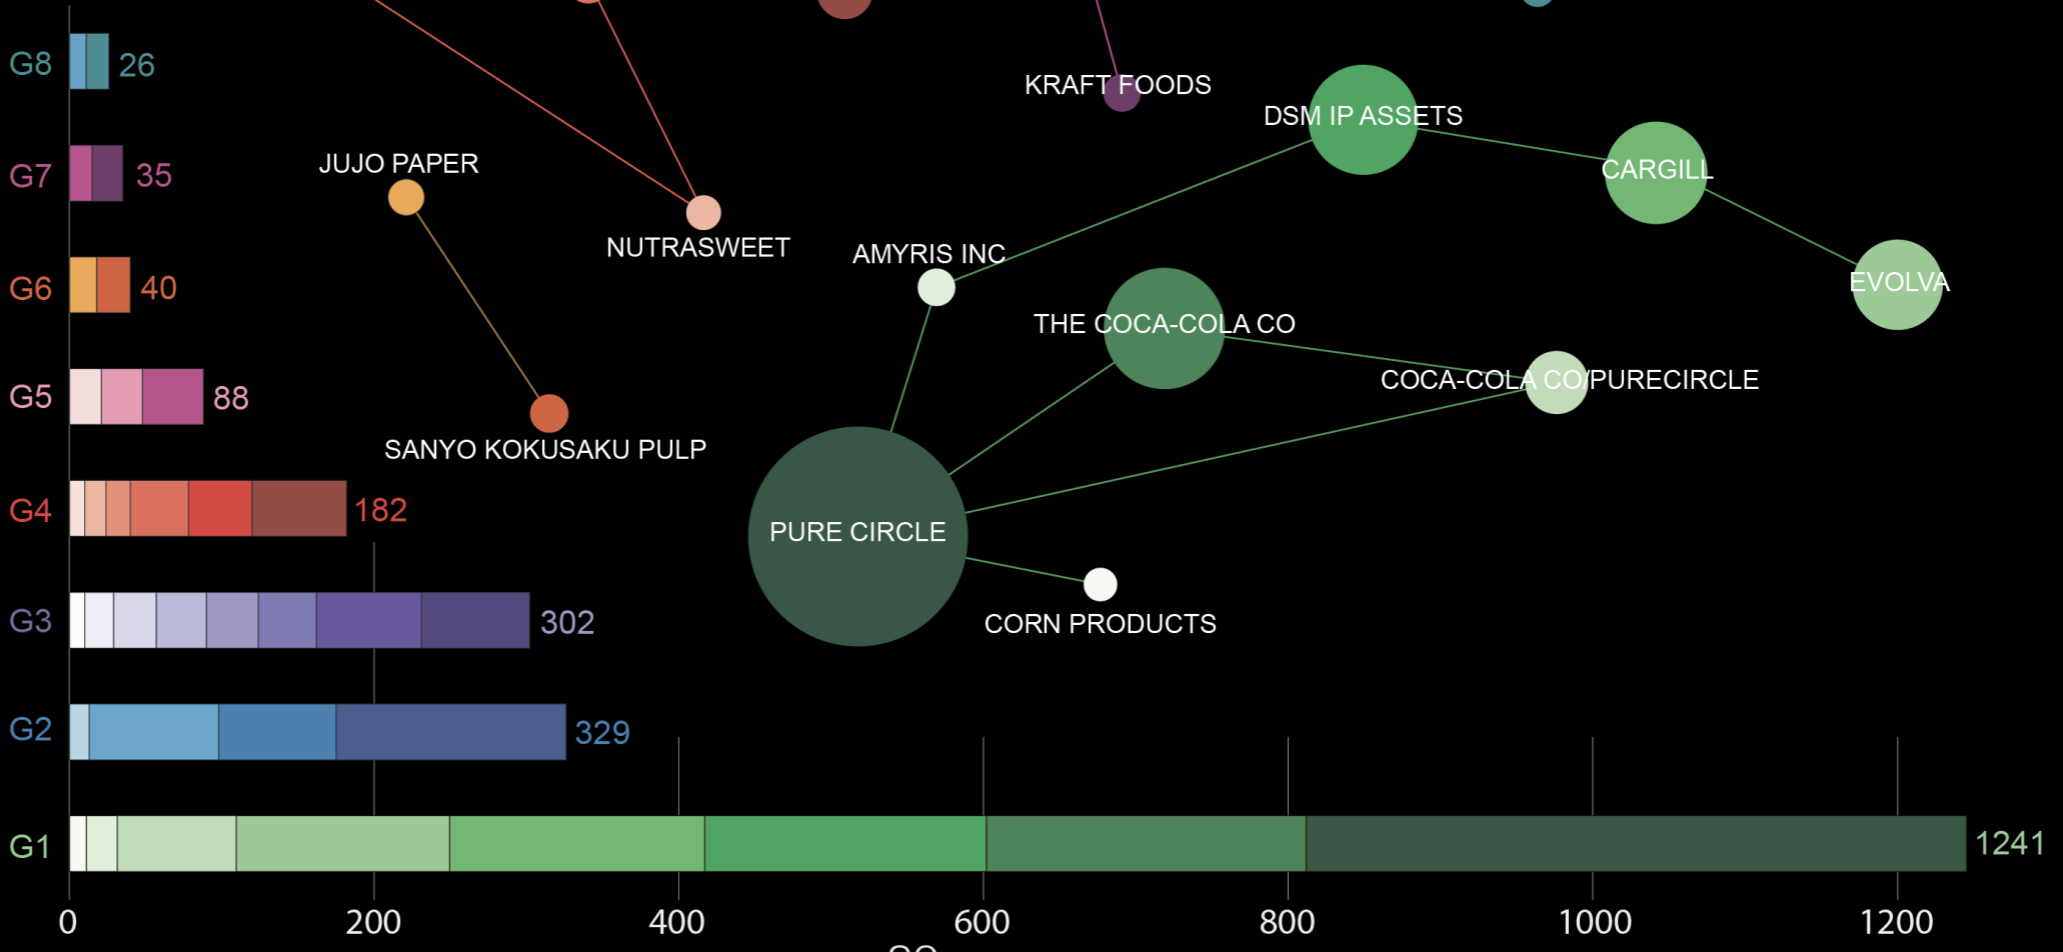 G8
26
KRAFT FOODS
DSM IP ASSETS
JUJO PAPER
G7
35
CARGILL
NUTRASWEET
AMYRIS INC
G6
40
EVOLVA
THE COCA-COLA CO
COCA-COLA CO/PURECIRCLE
G5
88
SANYO KOKUSAKU PULP
G4
182
PURE CIRCLE
G3
302
CORN PRODUCTS
G2
329
G1
1241
0
200
400
600
800
1000
1200